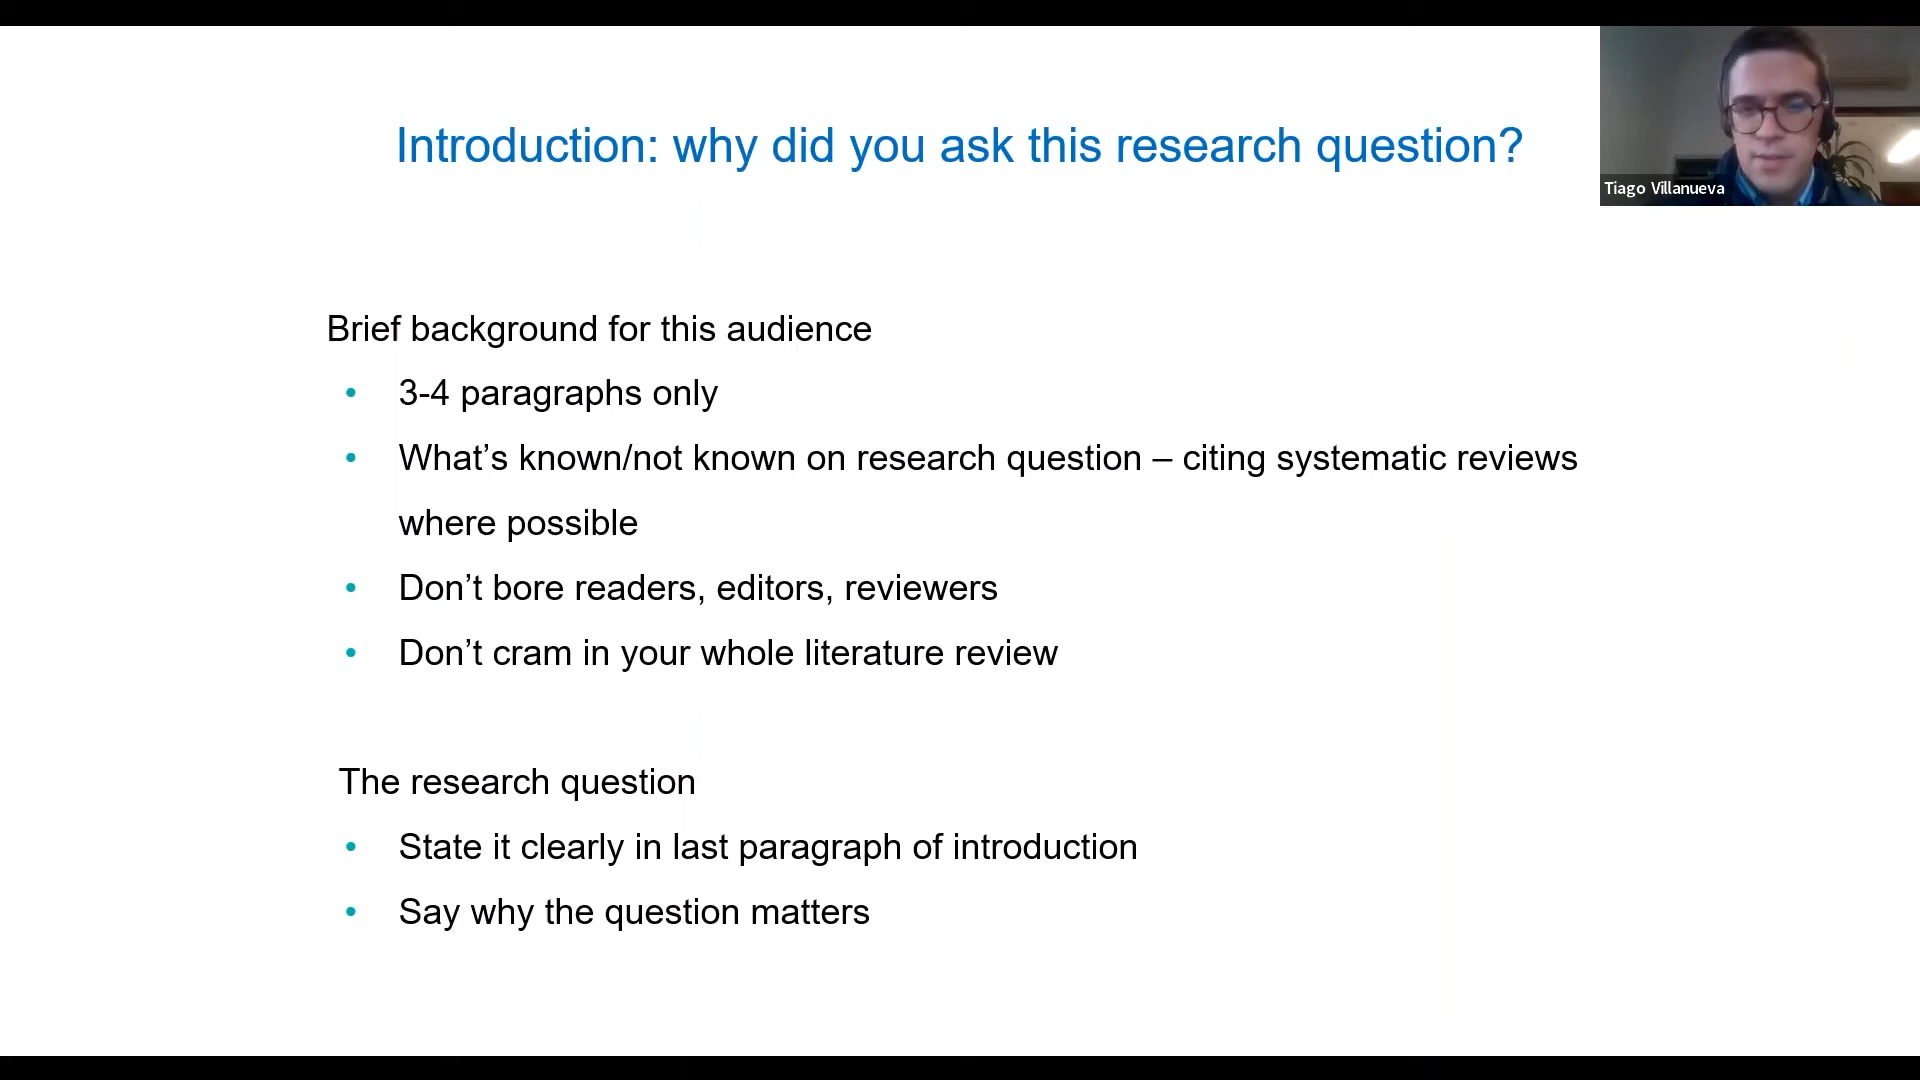 Introduction: why did you ask this research question?
Tiago Villanueva
Brief background for this audience
• 3-4 paragraphs only
• What’s known/not known on research question – citing systematic reviews
where possible
• Don’t bore readers, editors, reviewers
• Don’t cram in your whole literature review
The research question
• State it clearly in last paragraph of introduction
• Say why the question matters